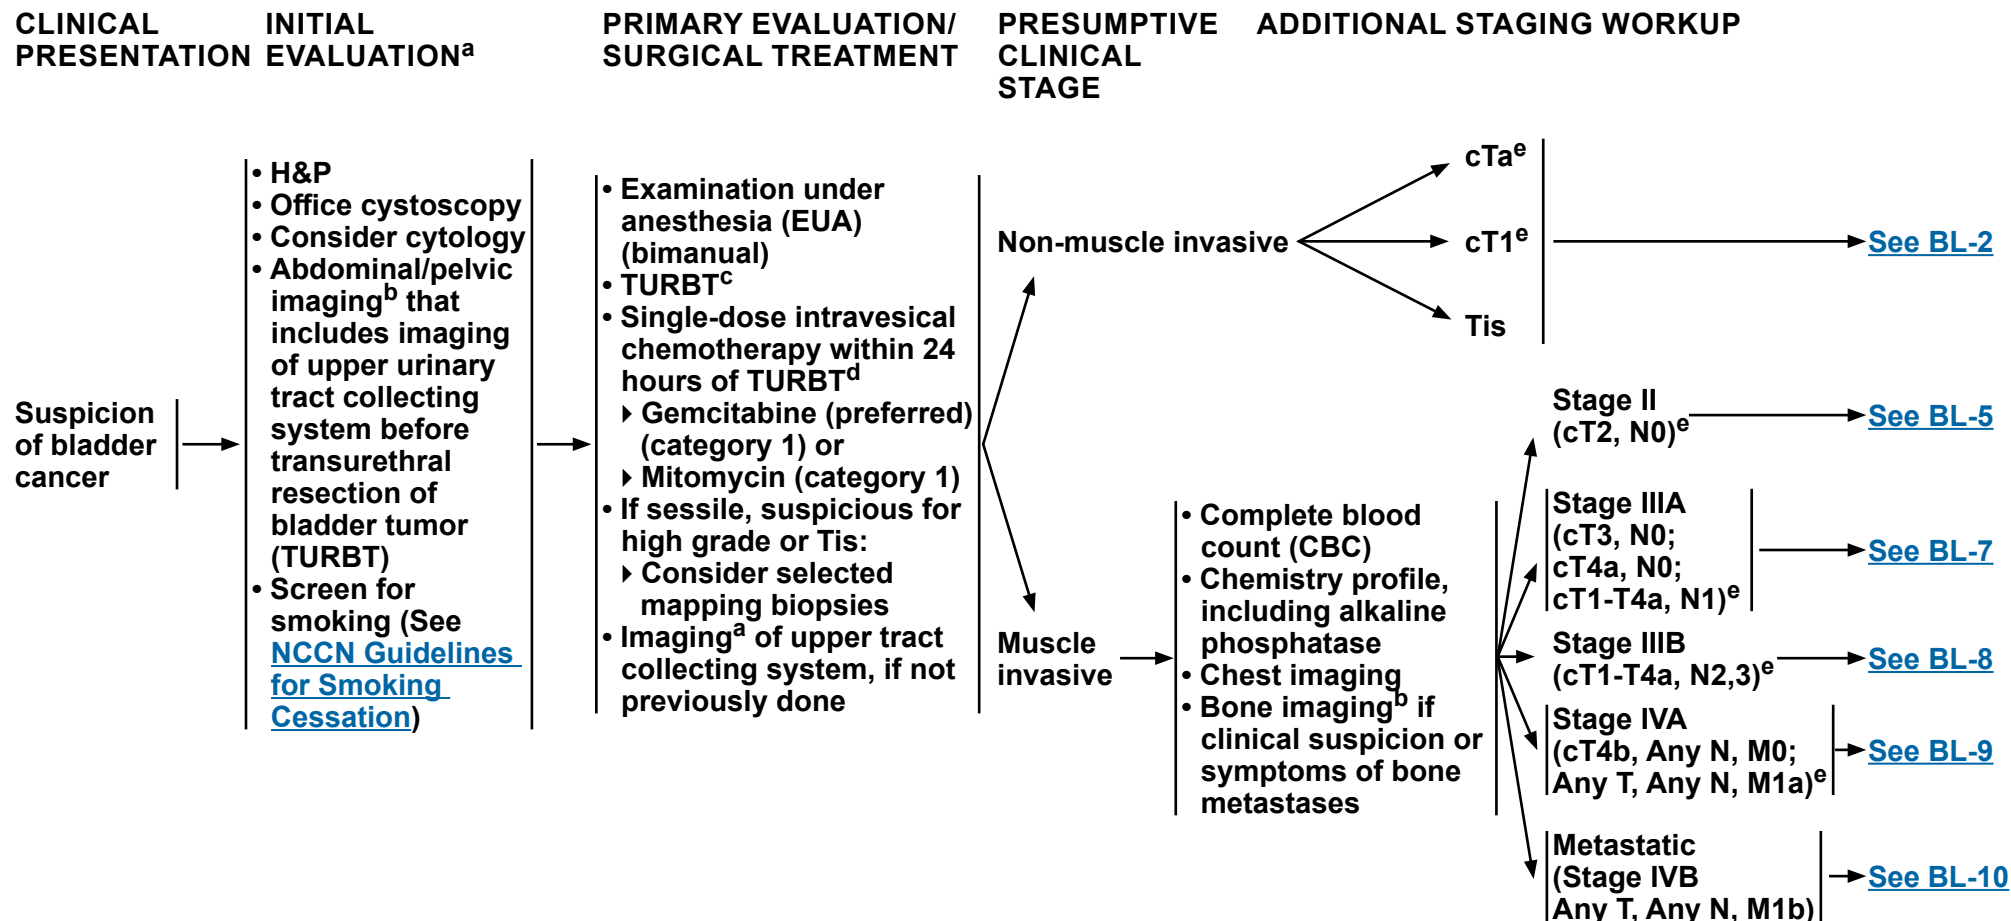 CLINICAL
PRESENTATION
INITIAL
EVALUATIONa
PRIMARY EVALUATION/
SURGICAL TREATMENT
PRESUMPTIVE
CLINICAL
STAGE
ADDITIONAL STAGING WORKUP
Suspicion
of bladder
cancer
• H&P
• Office cystoscopy
• Consider cytology
• Abdominal/pelvic
imagingb that
includes imaging
of upper urinary
tract collecting
system before
transurethral
resection of
bladder tumor
(TURBT)
• Screen for
smoking (See
NCCN Guidelines
for Smoking
Cessation)
• Examination under
anesthesia (EUA)
(bimanual)
• TURBTc
• Single-dose intravesical
chemotherapy within 24
hours of TURBTd
▸ Gemcitabine (preferred)
(category 1) or
▸ Mitomycin (category 1)
• If sessile, suspicious for
high grade or Tis:
▸ Consider selected
mapping biopsies
• Imaginga of upper tract
collecting system, if not
previously done
Non-muscle invasive
cTae
cT1e
Tis
See BL-2
Muscle
invasive
• Complete blood
count (CBC)
• Chemistry profile,
including alkaline
phosphatase
• Chest imaging
• Bone imagingb if
clinical suspicion or
symptoms of bone
metastases
Stage II
(cT2, N0)e
See BL-5
Stage IIIA
(cT3, N0;
cT4a, N0;
cT1-T4a, N1)e
See BL-7
Stage IIIB
(cT1-T4a, N2,3)e
See BL-8
Stage IVA
(cT4b, Any N, M0;
Any T, Any N, M1a)e
See BL-9
Metastatic
(Stage IVB
Any T, Any N, M1b)
See BL-10